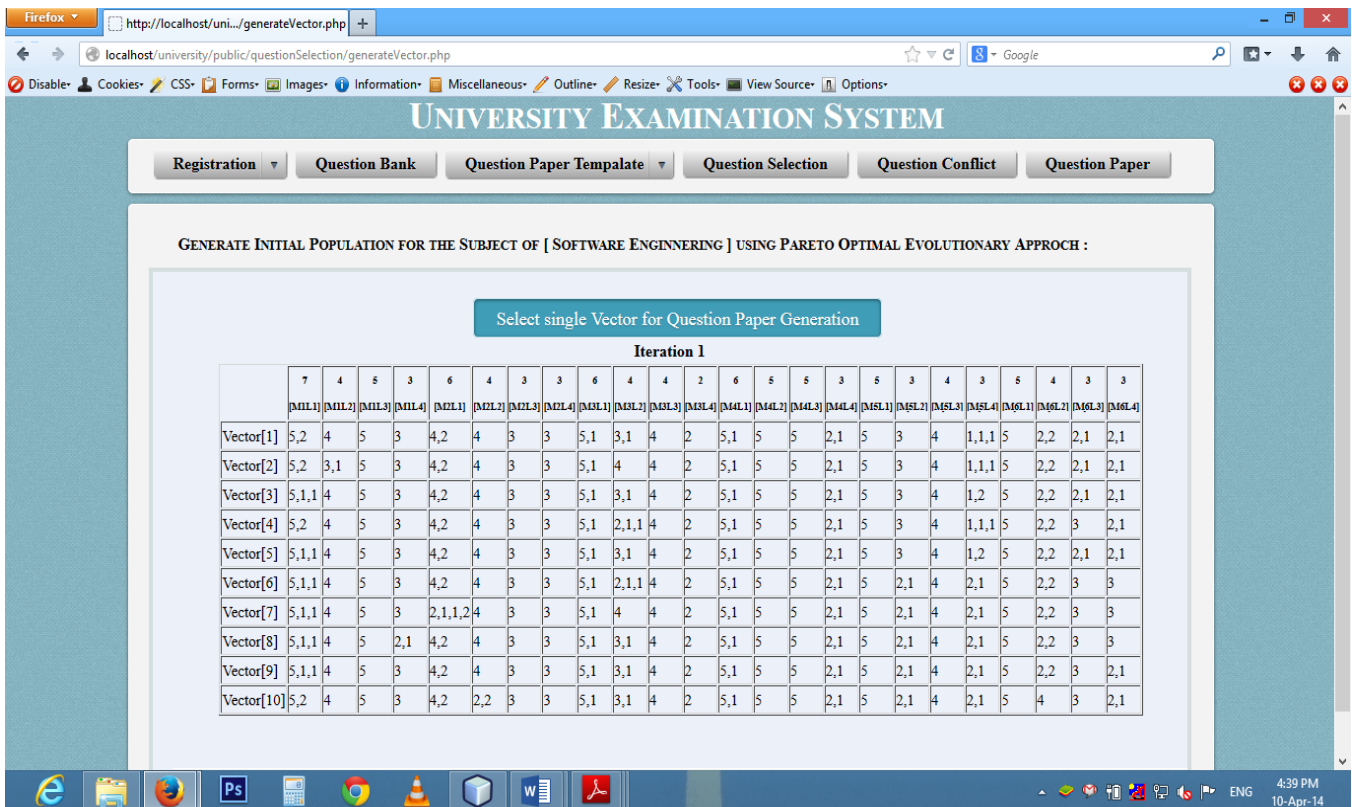 Firefox
http://localhost/uni.../generateVector.php +
localhost/university/public/questionSelection/generateVector.php
8 Google
Disable Cookies CSS Forms Images Information Miscellaneous Outline Resize Tools View Source Options
UNIVERSITY EXAMINATION SYSTEM
Registration Question Bank Question Paper Tempalate Question Selection Question Conflict Question Paper
GENERATE INITIAL POPULATION FOR THE SUBJECT OF [ SOFTWARE ENGINNERING ] USING PARETO OPTIMAL EVOLUTIONARY APPROCH :
Select single Vector for Question Paper Generation
Iteration 1
7 4 5 3 6 4 3 3 6 4 4 2 6 5 5 3 5 3 4 3 5 4 3 3
[M1L1] [M1L2] [M1L3] [M1L4] [M2L1] [M2L2] [M2L3] [M2L4] [M3L1] [M3L2] [M3L3] [M3L4] [M4L1] [M4L2] [M4L3] [M4L4] [M5L1] [M5L2] [M5L3] [M5L4] [M6L1] [M6L2] [M6L3] [M6L4]
Vector[1] 5,2 4 5 3 4,2 4 3 3 5,1 3,1 4 2 5,1 5 5 2,1 5 3 4 1,1,1 5 2,2 2,1 2,1
Vector[2] 5,2 3,1 5 3 4,2 4 3 3 5,1 4 4 2 5,1 5 5 2,1 5 3 4 1,1,1 5 2,2 2,1 2,1
Vector[3] 5,1,1 4 5 3 4,2 4 3 3 5,1 3,1 4 2 5,1 5 5 2,1 5 3 4 1,2 5 2,2 2,1 2,1
Vector[4] 5,2 4 5 3 4,2 4 3 3 5,1 2,1,1 4 2 5,1 5 5 2,1 5 3 4 1,1,1 5 2,2 3 2,1
Vector[5] 5,1,1 4 5 3 4,2 4 3 3 5,1 3,1 4 2 5,1 5 5 2,1 5 3 4 1,2 5 2,2 2,1 2,1
Vector[6] 5,1,1 4 5 3 4,2 4 3 3 5,1 2,1,1 4 2 5,1 5 5 2,1 5 2,1 4 2,1 5 2,2 3 3
Vector[7] 5,1,1 4 5 3 2,1,1,2 4 3 3 5,1 4 4 2 5,1 5 5 2,1 5 2,1 4 2,1 5 2,2 3 3
Vector[8] 5,1,1 4 5 2,1 4,2 4 3 3 5,1 3,1 4 2 5,1 5 5 2,1 5 2,1 4 2,1 5 2,2 3 3
Vector[9] 5,1,1 4 5 3 4,2 4 3 3 5,1 3,1 4 2 5,1 5 5 2,1 5 2,1 4 2,1 5 2,2 3 2,1
Vector[10] 5,2 4 5 3 4,2 2,2 3 3 5,1 3,1 4 2 5,1 5 5 2,1 5 2,1 4 2,1 5 4 3 2,1
Ps
ENG
4:39 PM
10-Apr-14